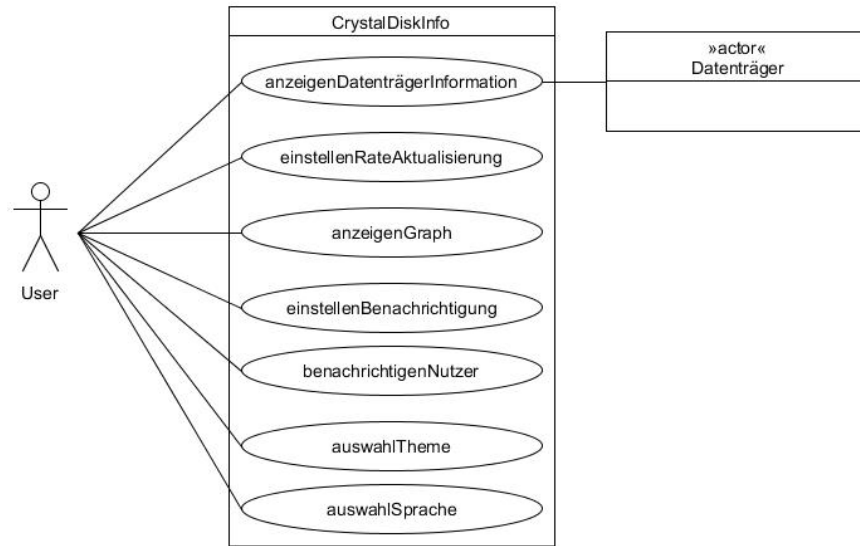 CrystalDiskInfo
»actor«
Datenträger
anzeigenDatenträgerInformation
einstellenRateAktualisierung
anzeigenGraph
User
einstellenBenachrichtigung
benachrichtigenNutzer
auswahlTheme
auswahlSprache